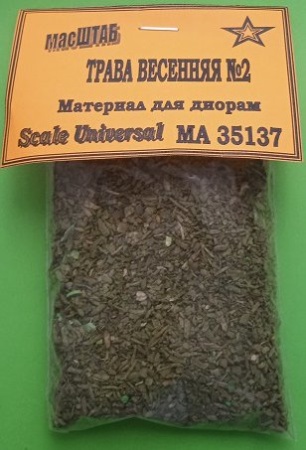 масШТАБ
ТРАВА ВЕСЕННЯЯ №2
Материал для диорам
Scale Universal МА 35137